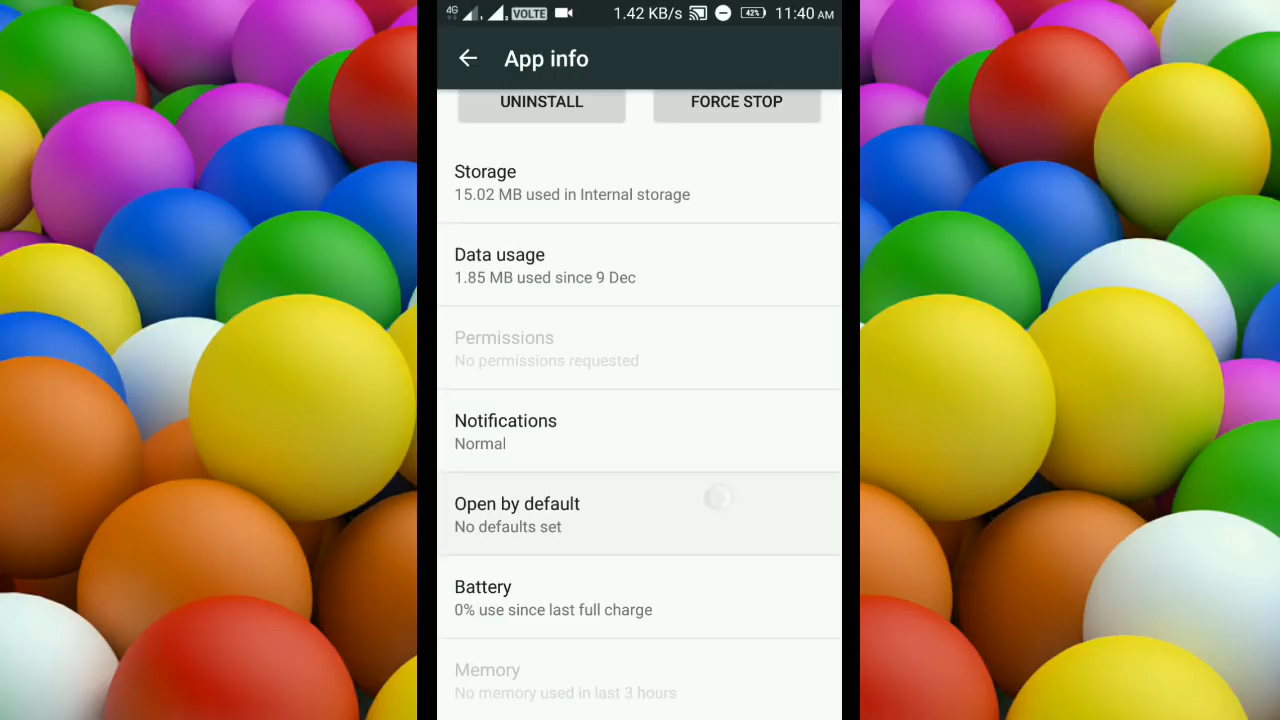 4G 1 2 VOLTE 1.42 KB/s 42% 11:40 AM
App info
UNINSTALL FORCE STOP
Storage
15.02 MB used in Internal storage
Data usage
1.85 MB used since 9 Dec
Permissions
No permissions requested
Notifications
Normal
Open by default
No defaults set
Battery
0% use since last full charge
Memory
No memory used in last 3 hours